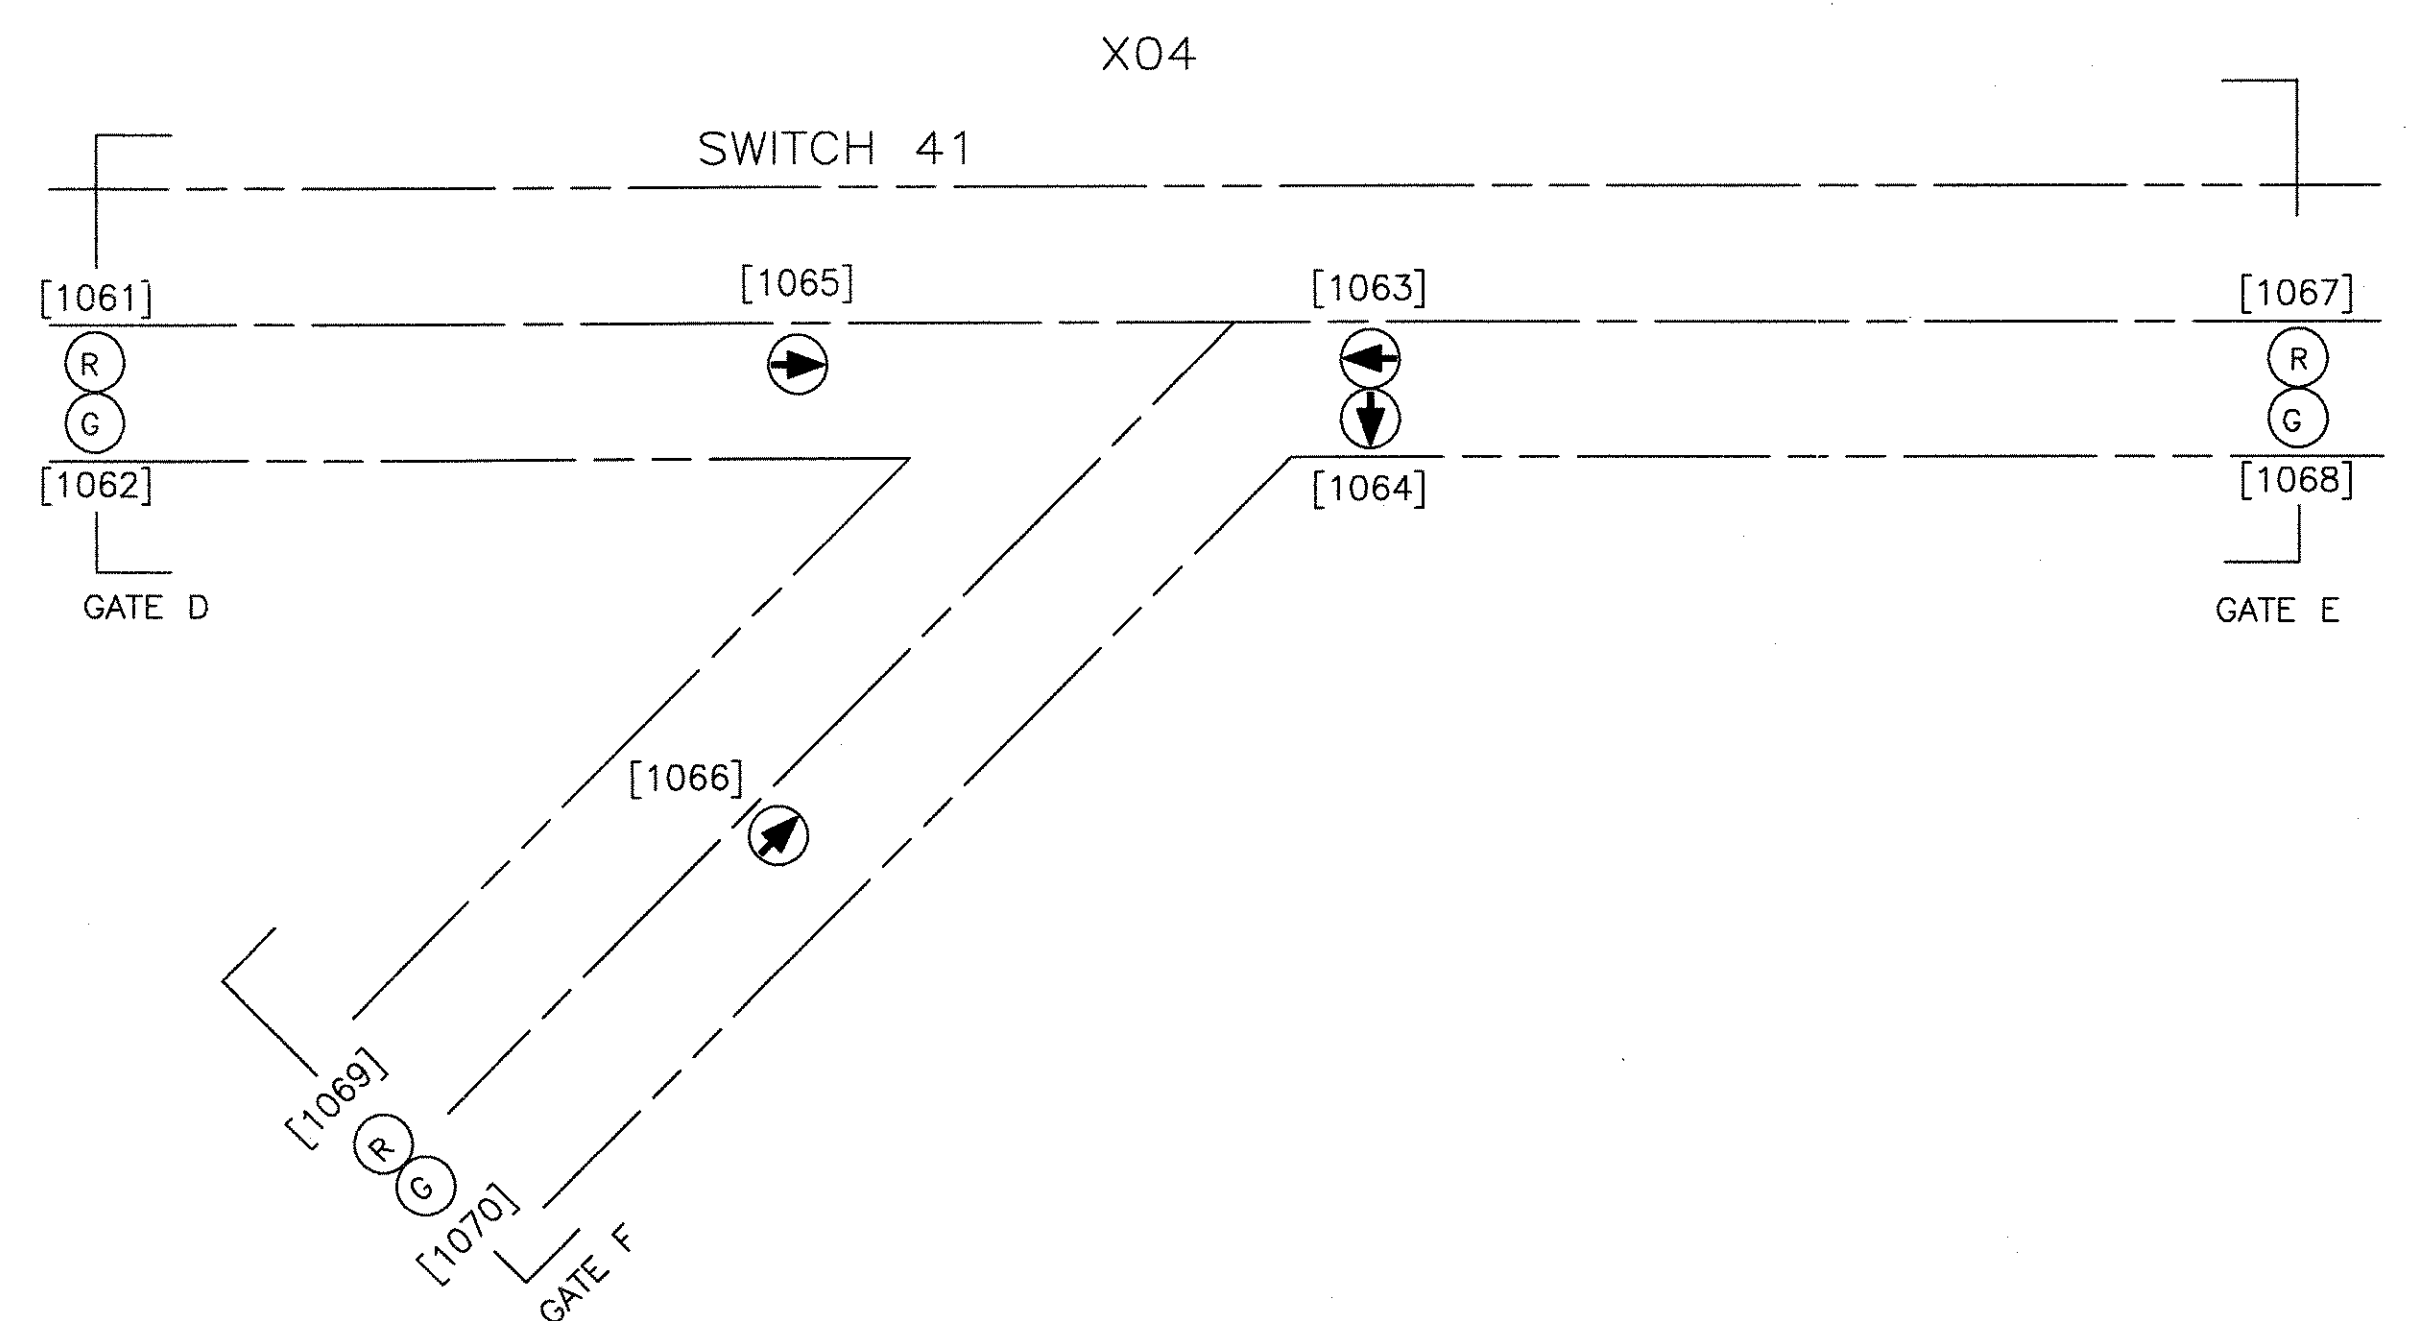 X04
SWITCH 41
[1061]
[1065]
[1063]
[1067]
R
R
G
G
[1062]
[1064]
[1068]
GATE D
GATE E
[1066]
[1069]
R
G
[1070]
GATE F